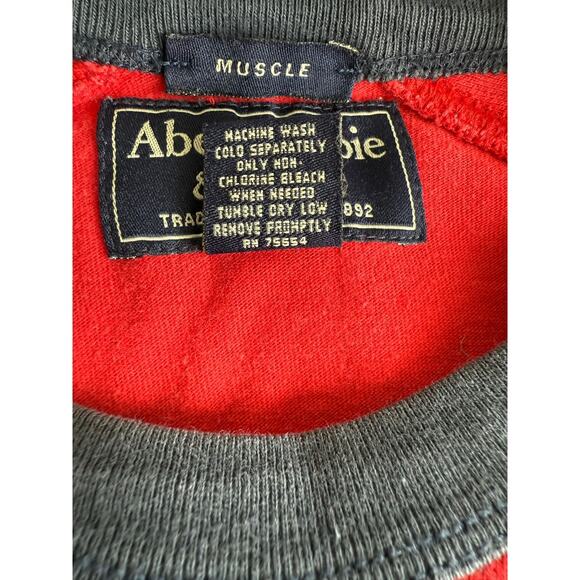 MUSCLE
MACHINE WASH
COLD SEPARATELY
ONLY NON-
CHLORINE BLEACH
WHEN NEEDED
TUMBLE DRY LOW
REMOVE PROMPTLY
RN 75654
Abe bie
&
TRAD 892